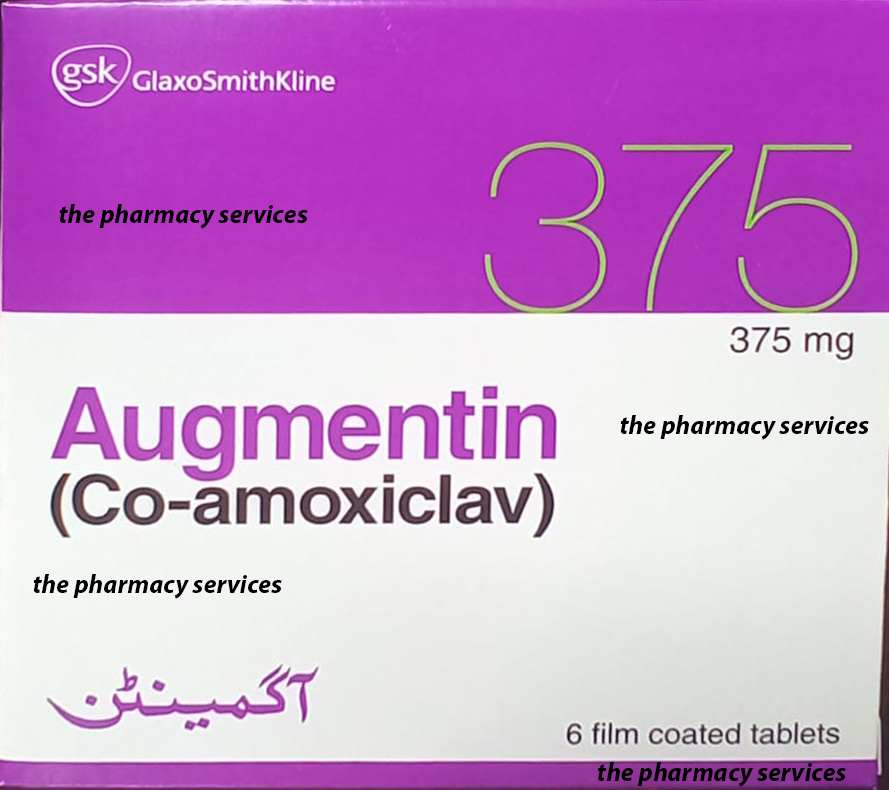 gsk GlaxoSmithKline
the pharmacy services
375
375 mg
Augmentin
the pharmacy services
(Co-amoxiclav)
the pharmacy services
آگمینٹن
6 film coated tablets
the pharmacy services